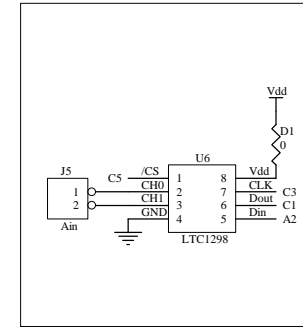 Vdd
D1
0
U6
J5
C5
/CS
1
8
Vdd
1
CH0
2
7
CLK
C3
2
CH1
3
6
Dout
C1
GND
4
5
Din
A2
Ain
LTC1298